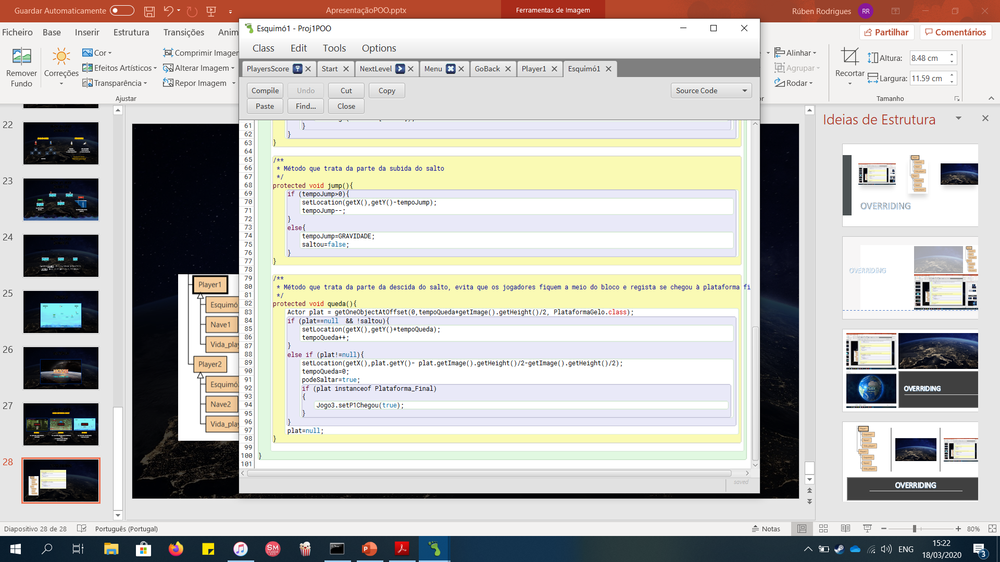 Guardar Automaticamente
ApresentaçãoPOO.pptx
Ferramentas de Imagem
Rúben Rodrigues
RR
Ficheiro
Base
Inserir
Estrutura
Transições
Anim
Partilhar
Comentários
Remover Fundo
Correções
Cor
Efeitos Artísticos
Transparência
Comprimir Imager
Alterar Imagem
Repor Imagem
Ajustar
Alinhar
Agrupar
Rodar
Recortar
Altura: 8.48 cm
Largura: 11.59 cm
Tamanho
Esquimó1 - Proj1POO
Class
Edit
Tools
Options
PlayersScore
Start
NextLevel
Menu
GoBack
Player1
Esquimó1
Compile
Undo
Cut
Copy
Paste
Find...
Close
Source Code
61 }
62 }
63 }
64
65 /**
66 * Método que trata da parte da subida do salto
67 */
68 protected void jump(){
69 if (tempoJump>0){
70 setLocation(getX(),getY()-tempoJump);
71 tempoJump--;
72 }
73 else{
74 tempoJump=GRAVIDADE;
75 saltou=false;
76 }
77 }
78
79 /**
80 * Método que trata da parte da descida do salto, evita que os jogadores fiquem a meio do bloco e regista se chegou à plataforma fi
81 */
82 protected void queda(){
83 Actor plat = getOneObjectAtOffset(0,tempoQueda+getImage().getHeight()/2, PlataformaGelo.class);
84 if (plat==null && !saltou){
85 setLocation(getX(),getY()+tempoQueda);
86 tempoQueda++;
87 }
88 else if (plat!=null){
89 setLocation(getX(),plat.getY()- plat.getImage().getHeight()/2-getImage().getHeight()/2);
90 tempoQueda=0;
91 podeSaltar=true;
92 if (plat instanceof Plataforma_Final)
93 {
94 Jogo3.setP1Chegou(true);
95 }
96 }
97 plat=null;
98 }
99
100 }
101
saved
22
23
24
25
26
27
28
Player1
Esquimó
Nave1
Vida_play
Player2
Esquimó
Nave2
Vida_play
Ideias de Estrutura
OVERRIDING
OVERRIDING
PLAY
OVERRIDING
OVERRIDING
Diapositivo 28 de 28
Português (Portugal)
Notas
80%
ENG
15:22
18/03/2020
3